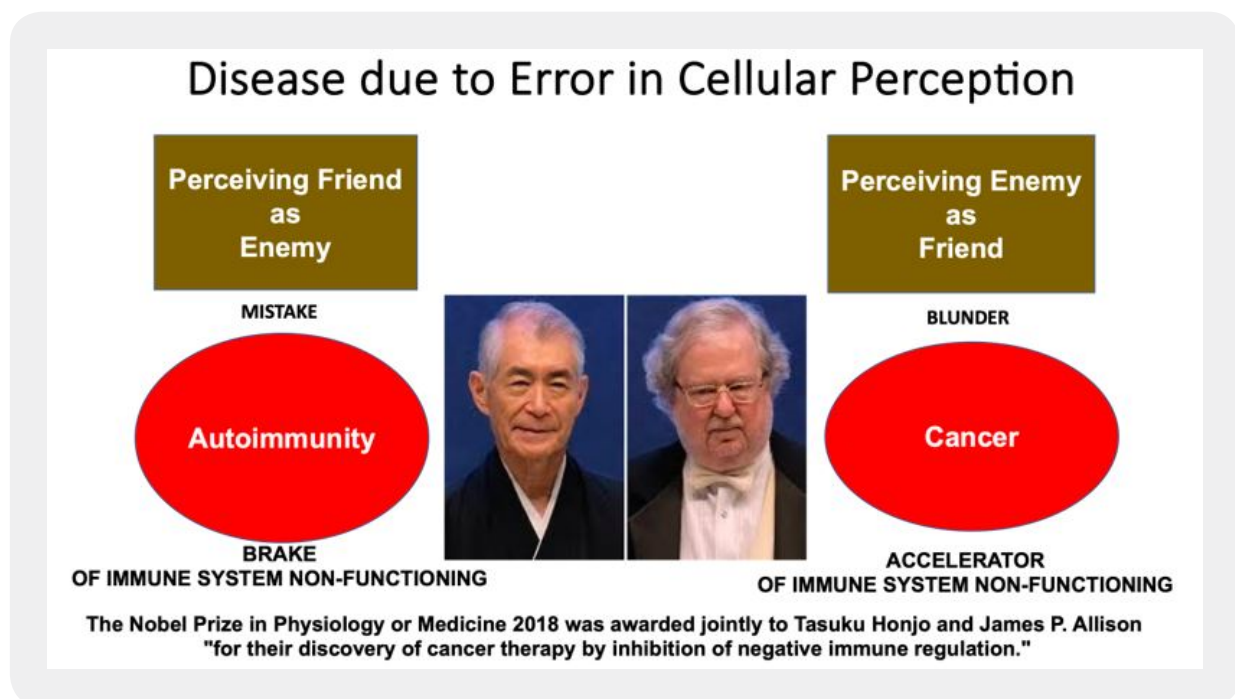 Disease due to Error in Cellular Perception
Perceiving Friend
as
Enemy
MISTAKE
Autoimmunity
BRAKE
OF IMMUNE SYSTEM NON-FUNCTIONING
Perceiving Enemy
as
Friend
BLUNDER
Cancer
ACCELERATOR
OF IMMUNE SYSTEM NON-FUNCTIONING
The Nobel Prize in Physiology or Medicine 2018 was awarded jointly to Tasuku Honjo and James P. Allison
"for their discovery of cancer therapy by inhibition of negative immune regulation."